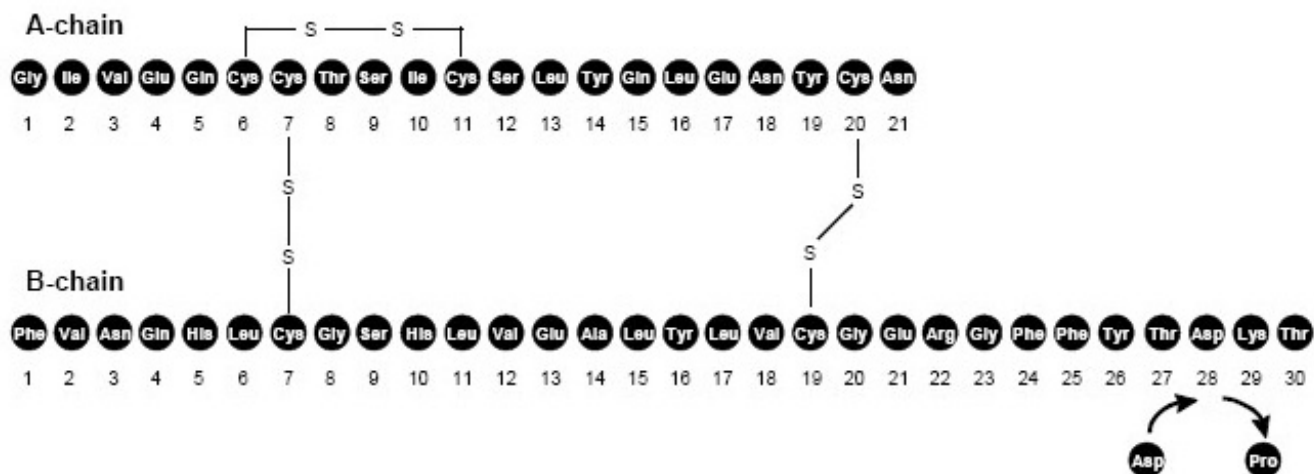 A-chain
S S
Gly Ile Val Glu Gln Cys Cys Thr Ser Ile Cys Ser Leu Tyr Gln Leu Glu Asn Tyr Cys Asn
1 2 3 4 5 6 7 8 9 10 11 12 13 14 15 16 17 18 19 20 21
S S
S S
B-chain
Phe Val Asn Gln His Leu Cys Gly Ser His Leu Val Glu Ala Leu Tyr Leu Val Cys Gly Glu Arg Gly Phe Phe Tyr Thr Asp Lys Thr
1 2 3 4 5 6 7 8 9 10 11 12 13 14 15 16 17 18 19 20 21 22 23 24 25 26 27 28 29 30
Asp Pro